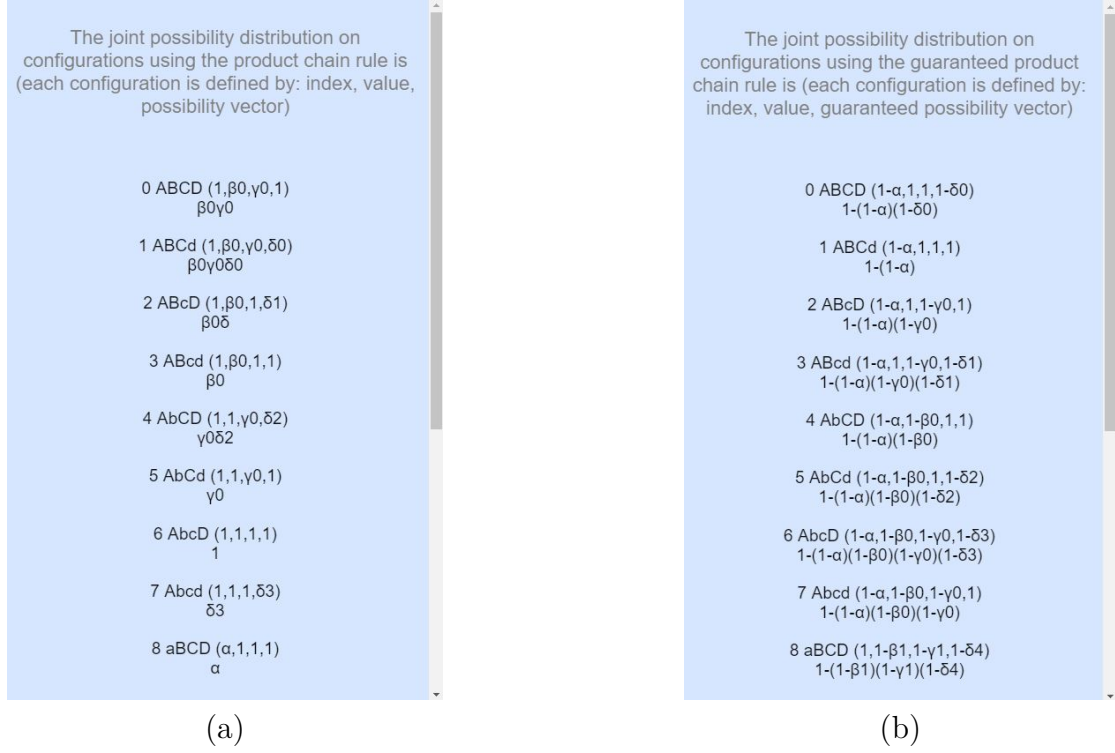 The joint possibility distribution on
configurations using the product chain rule is
(each configuration is defined by: index, value,
possibility vector)
0 ABCD (1,β0,γ0,1)
β0γ0
1 ABCd (1,β0,γ0,δ0)
β0γ0δ0
2 ABcD (1,β0,1,δ1)
β0δ
3 ABcd (1,β0,1,1)
β0
4 AbCD (1,1,γ0,δ2)
γ0δ2
5 AbCd (1,1,γ0,1)
γ0
6 AbcD (1,1,1,1)
1
7 Abcd (1,1,1,δ3)
δ3
8 aBCD (α,1,1,1)
α
(a)
The joint possibility distribution on
configurations using the guaranteed product
chain rule is (each configuration is defined by:
index, value, guaranteed possibility vector)
0 ABCD (1-α,1,1,1-δ0)
1-(1-α)(1-δ0)
1 ABCd (1-α,1,1,1)
1-(1-α)
2 ABcD (1-α,1,1-γ0,1)
1-(1-α)(1-γ0)
3 ABcd (1-α,1,1-γ0,1-δ1)
1-(1-α)(1-γ0)(1-δ1)
4 AbCD (1-α,1-β0,1,1)
1-(1-α)(1-β0)
5 AbCd (1-α,1-β0,1,1-δ2)
1-(1-α)(1-β0)(1-δ2)
6 AbcD (1-α,1-β0,1-γ0,1-δ3)
1-(1-α)(1-β0)(1-γ0)(1-δ3)
7 Abcd (1-α,1-β0,1-γ0,1)
1-(1-α)(1-β0)(1-γ0)
8 aBCD (1,1-β1,1-γ1,1-δ4)
1-(1-β1)(1-γ1)(1-δ4)
(b)